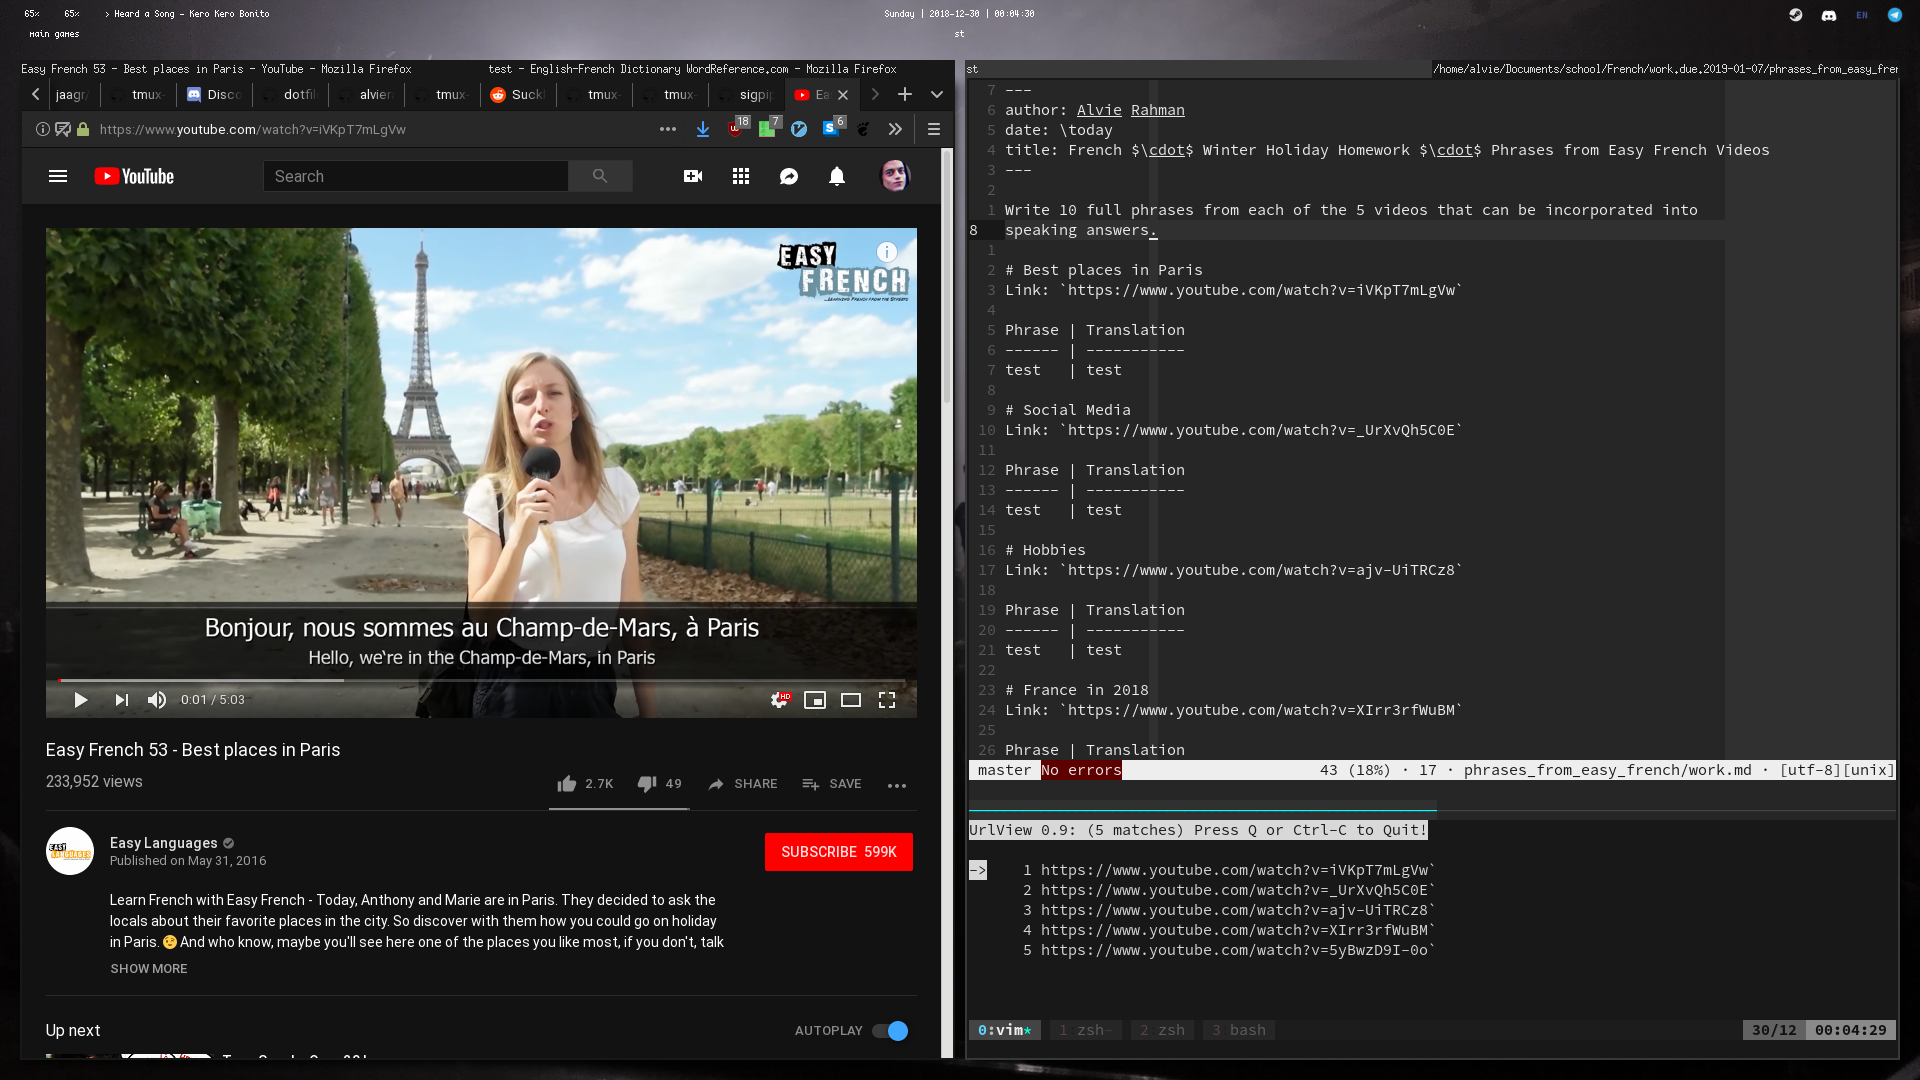 65% 65% > Heard a Song - Kero Kero Bonito
Sunday | 2018-12-30 | 00:04:30
EN
main games
st
Easy French 53 - Best places in Paris - YouTube - Mozilla Firefox
test - English-French Dictionary WordReference.com - Mozilla Firefox
jaagr/ tmux- Disco dotfil alvier tmux- Suckl tmux- tmux- sigpip Ea
https://www.youtube.com/watch?v=iVKpT7mLgVw
18 7 6
YouTube
Search
EASY
FRENCH
...LEARNING FRENCH FROM THE STREETS
Bonjour, nous sommes au Champ-de-Mars, à Paris
Hello, we're in the Champ-de-Mars, in Paris
0:01 / 5:03
HD
Easy French 53 - Best places in Paris
233,952 views
2.7K 49 SHARE SAVE
EASY
LANGUAGES
Easy Languages
Published on May 31, 2016
SUBSCRIBE 599K
Learn French with Easy French - Today, Anthony and Marie are in Paris. They decided to ask the
locals about their favorite places in the city. So discover with them how you could go on holiday
in Paris. 😉 And who know, maybe you'll see here one of the places you like most, if you don't, talk
SHOW MORE
Up next
AUTOPLAY
st
/home/alvie/Documents/school/French/work.due.2019-01-07/phrases_from_easy_fren
7 ---
6 author: Alvie Rahman
5 date: \today
4 title: French $\cdot$ Winter Holiday Homework $\cdot$ Phrases from Easy French Videos
3 ---
2
1 Write 10 full phrases from each of the 5 videos that can be incorporated into
8 speaking answers.
1
2 # Best places in Paris
3 Link: `https://www.youtube.com/watch?v=iVKpT7mLgVw`
4
5 Phrase | Translation
6 ------ | -----------
7 test | test
8
9 # Social Media
10 Link: `https://www.youtube.com/watch?v=_UrXvQh5C0E`
11
12 Phrase | Translation
13 ------ | -----------
14 test | test
15
16 # Hobbies
17 Link: `https://www.youtube.com/watch?v=ajv-UiTRCz8`
18
19 Phrase | Translation
20 ------ | -----------
21 test | test
22
23 # France in 2018
24 Link: `https://www.youtube.com/watch?v=XIrr3rfWuBM`
25
26 Phrase | Translation
master No errors 43 (18%) · 17 · phrases_from_easy_french/work.md · [utf-8][unix]
UrlView 0.9: (5 matches) Press Q or Ctrl-C to Quit!
-> 1 https://www.youtube.com/watch?v=iVKpT7mLgVw`
2 https://www.youtube.com/watch?v=_UrXvQh5C0E`
3 https://www.youtube.com/watch?v=ajv-UiTRCz8`
4 https://www.youtube.com/watch?v=XIrr3rfWuBM`
5 https://www.youtube.com/watch?v=5yBwzD9I-0o`
0:vim* 1 zsh- 2 zsh 3 bash 30/12 00:04:29